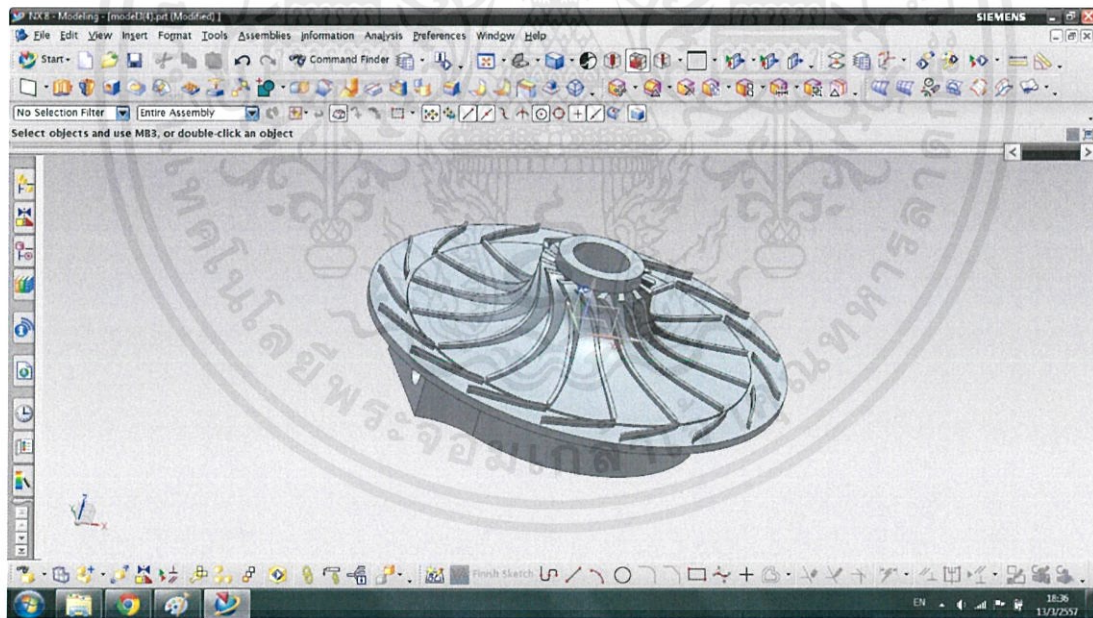 NX 8 - Modeling - [model3(4).prt (Modified) ]
SIEMENS
File Edit View Insert Format Tools Assemblies Information Analysis Preferences Window Help
Start Command Finder
No Selection Filter Entire Assembly
Select objects and use MB3, or double-click an object
Z
X
Finish Sketch
EN 18:36
13/3/2557